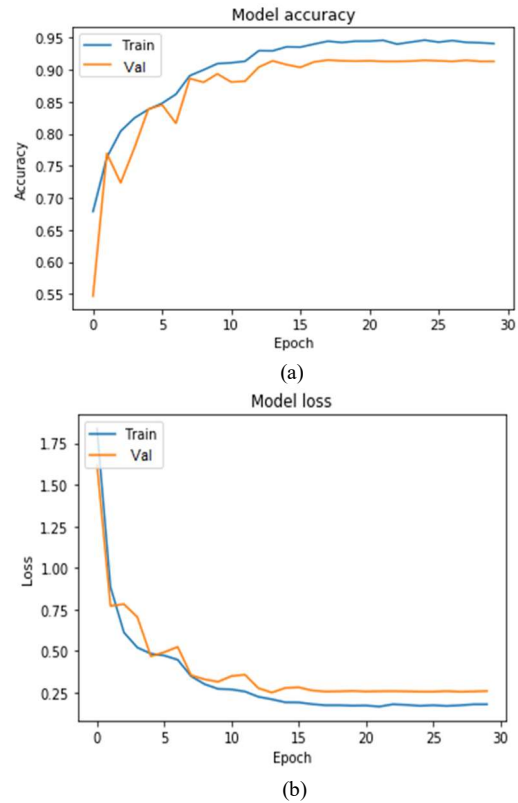 Model accuracy
Train
Val
0.95
0.90
0.85
0.80
0.75
0.70
0.65
0.60
0.55
Accuracy
0 5 10 15 20 25 30
Epoch
(a)
Model loss
Train
Val
1.75
1.50
1.25
1.00
0.75
0.50
0.25
Loss
0 5 10 15 20 25 30
Epoch
(b)